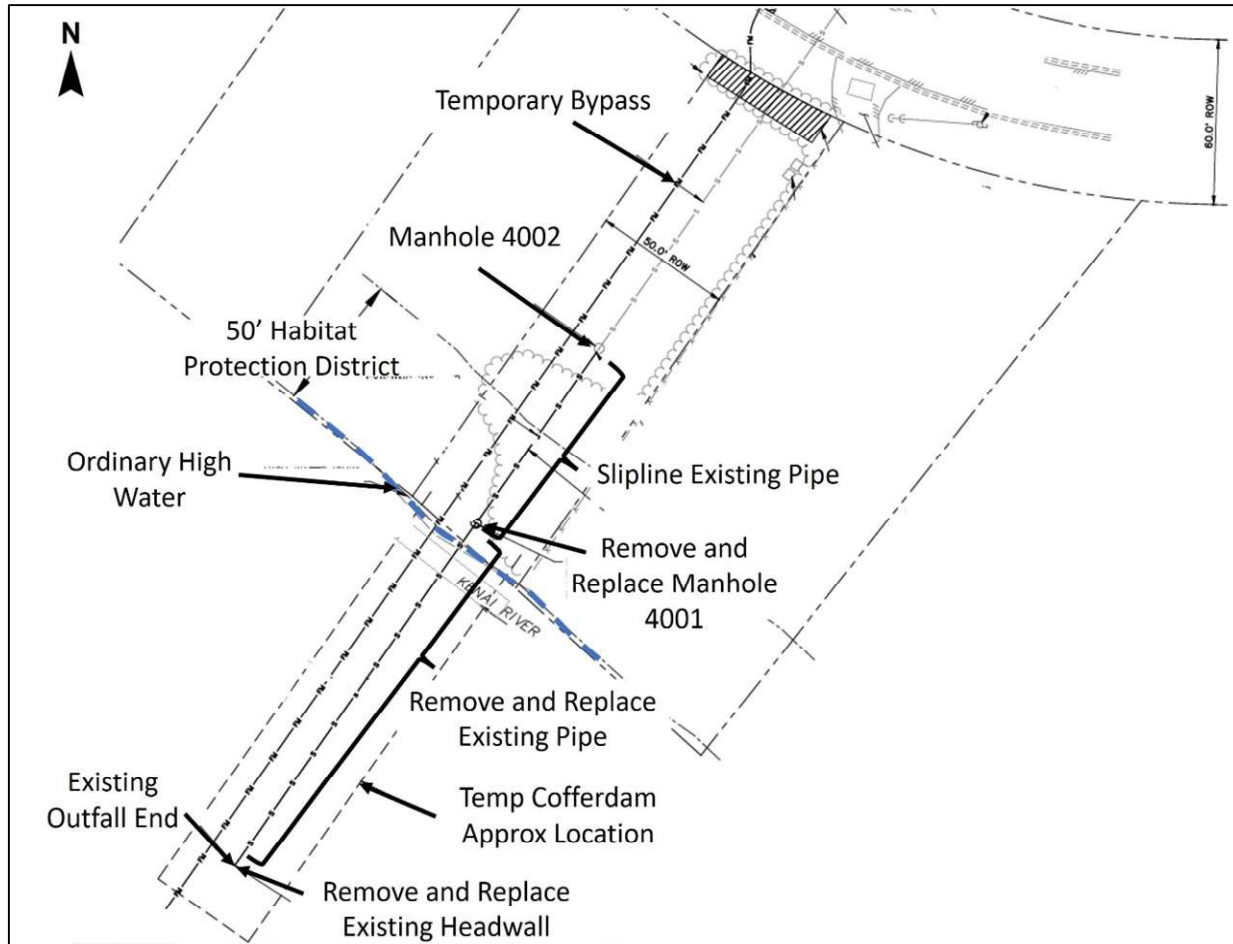 N
Temporary Bypass
60.0' ROW
Manhole 4002
50.0' ROW
50’ Habitat
Protection District
Ordinary High
Water
Slipline Existing Pipe
Remove and
Replace Manhole
4001
KENAI RIVER
Remove and Replace
Existing Pipe
Existing
Outfall End
Temp Cofferdam
Approx Location
Remove and Replace
Existing Headwall